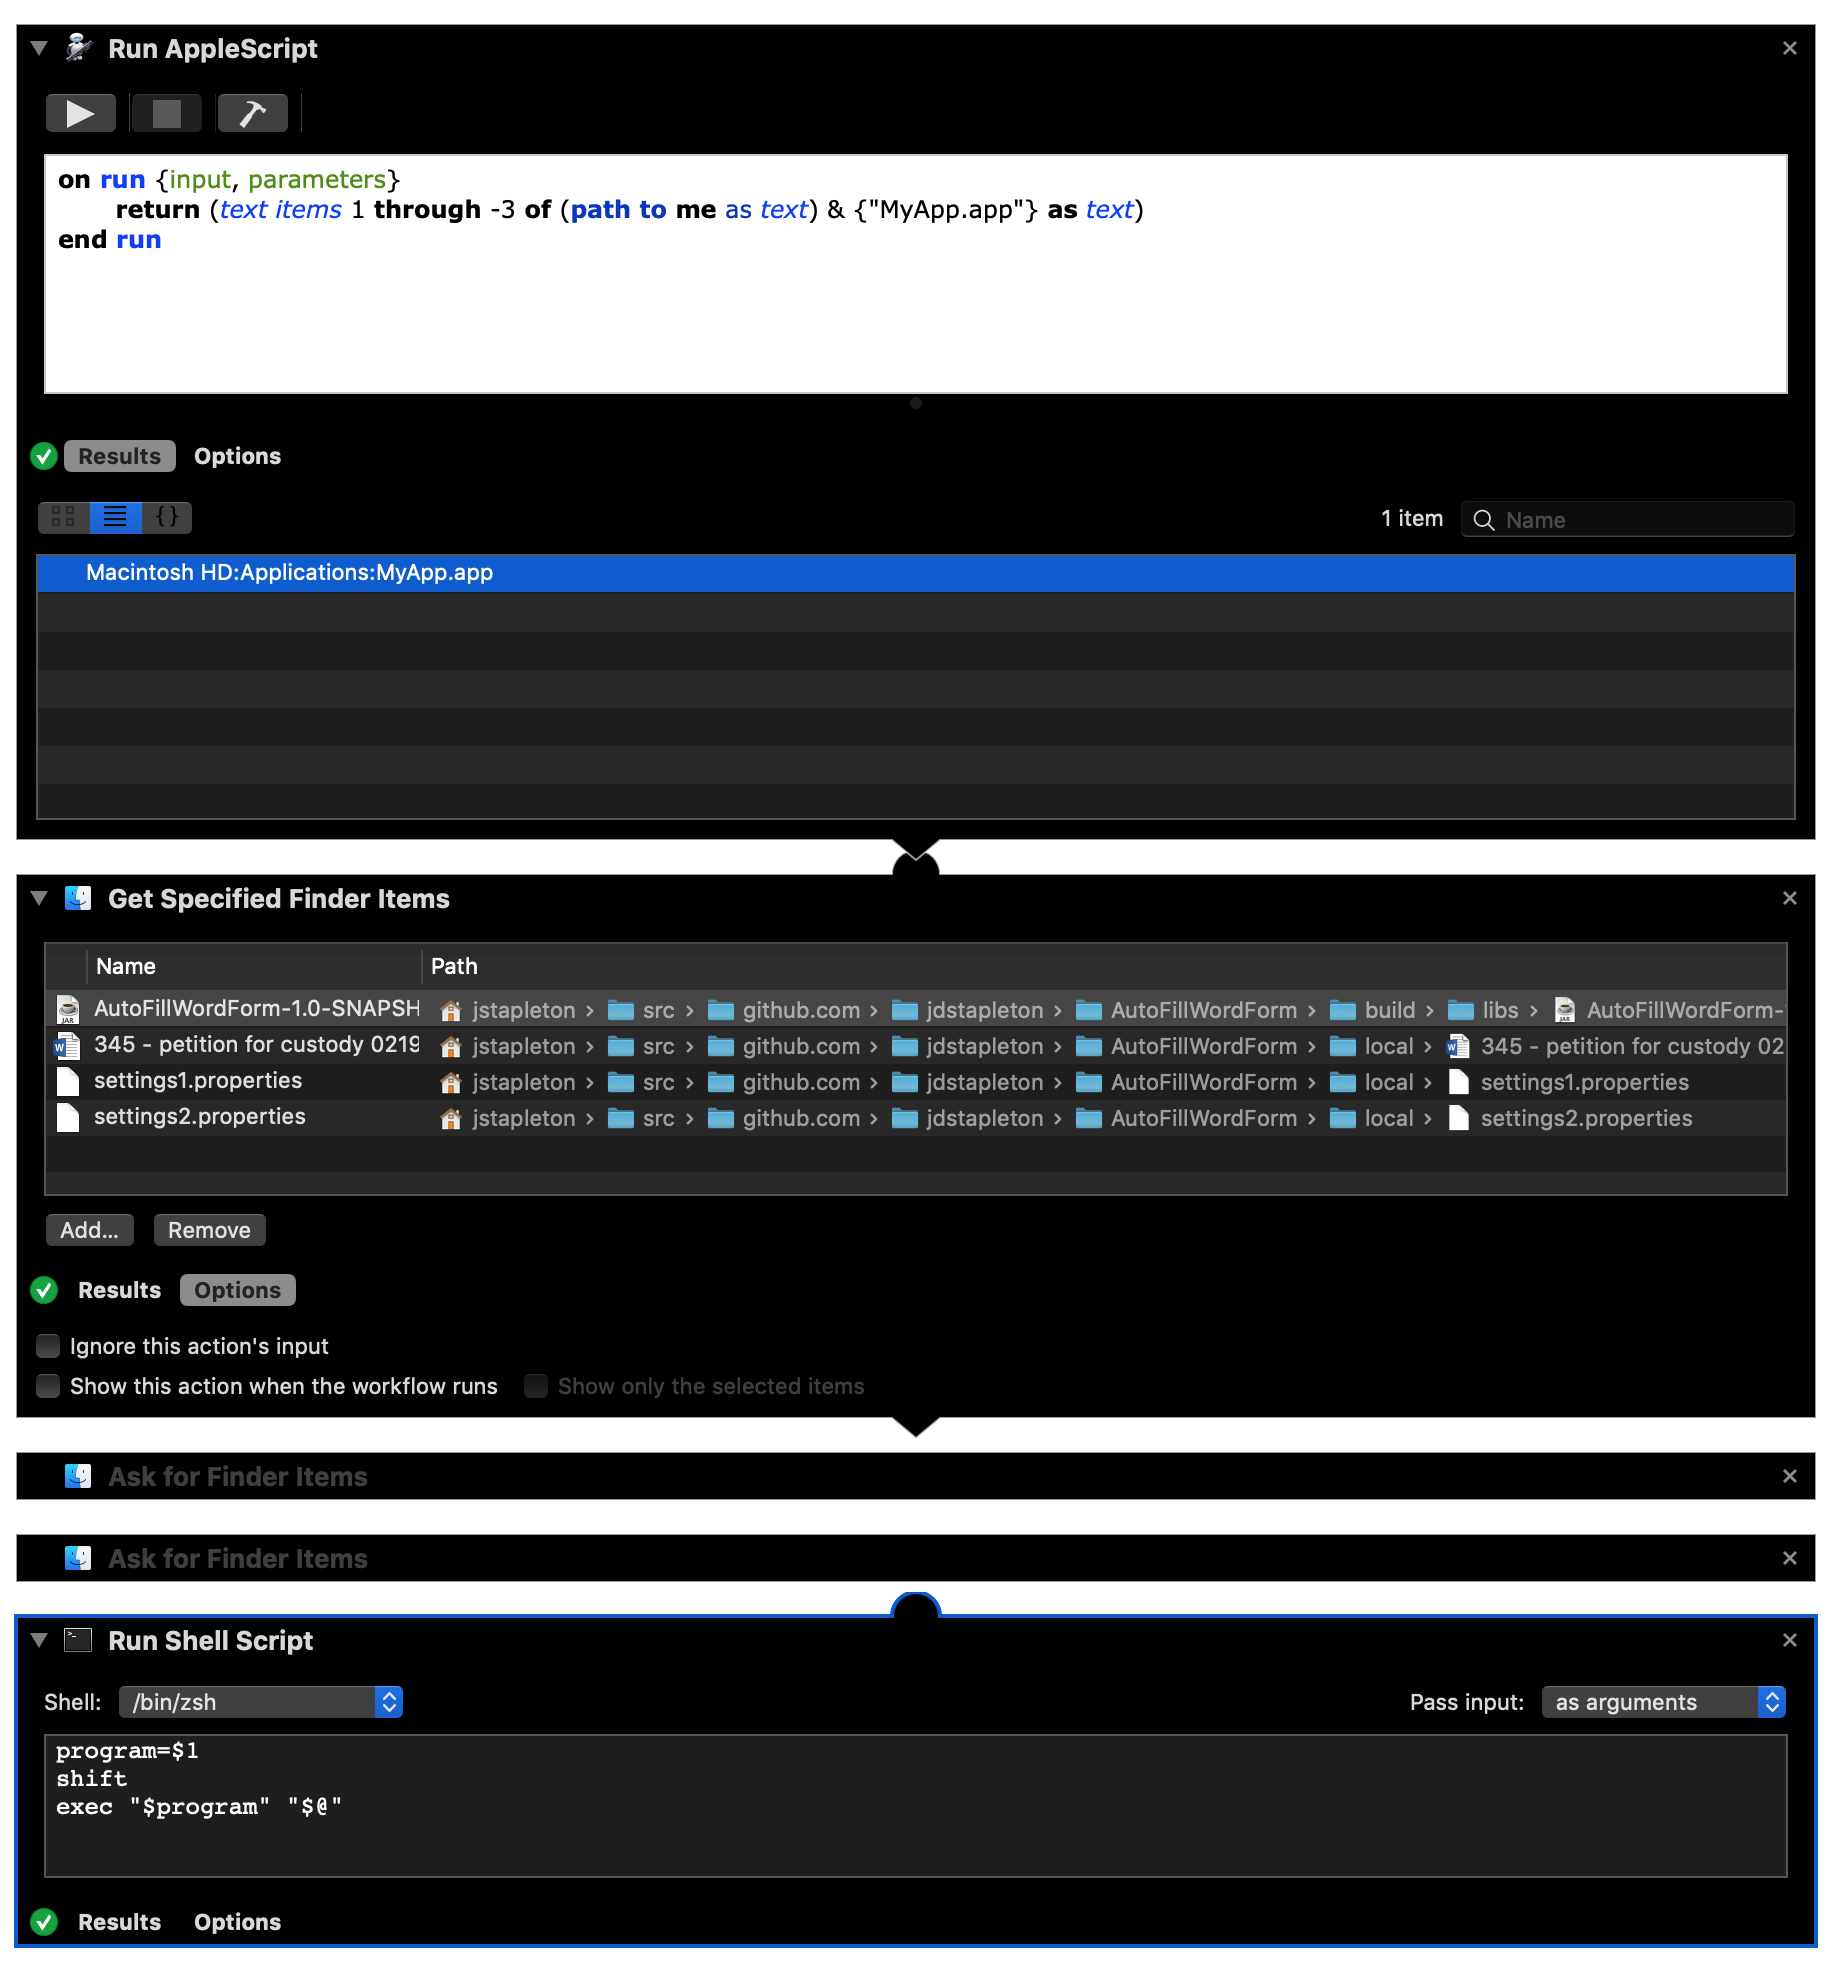 Run AppleScript
on run {input, parameters}
return (text items 1 through -3 of (path to me as text) & {"MyApp.app"} as text)
end run
Results Options
{} 1 item Name
Macintosh HD:Applications:MyApp.app
Get Specified Finder Items
Name Path
AutoFillWordForm-1.0-SNAPSH jstapleton › src › github.com › jdstapleton › AutoFillWordForm › build › libs › AutoFillWordForm-
345 - petition for custody 0219 jstapleton › src › github.com › jdstapleton › AutoFillWordForm › local › 345 - petition for custody 02
settings1.properties jstapleton › src › github.com › jdstapleton › AutoFillWordForm › local › settings1.properties
settings2.properties jstapleton › src › github.com › jdstapleton › AutoFillWordForm › local › settings2.properties
Add... Remove
Results Options
Ignore this action's input
Show this action when the workflow runs Show only the selected items
Ask for Finder Items
Ask for Finder Items
Run Shell Script
Shell: /bin/zsh Pass input: as arguments
program=$1
shift
exec "$program" "$@"
Results Options